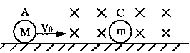 A × × C × ×
M v₀ × × m × ×